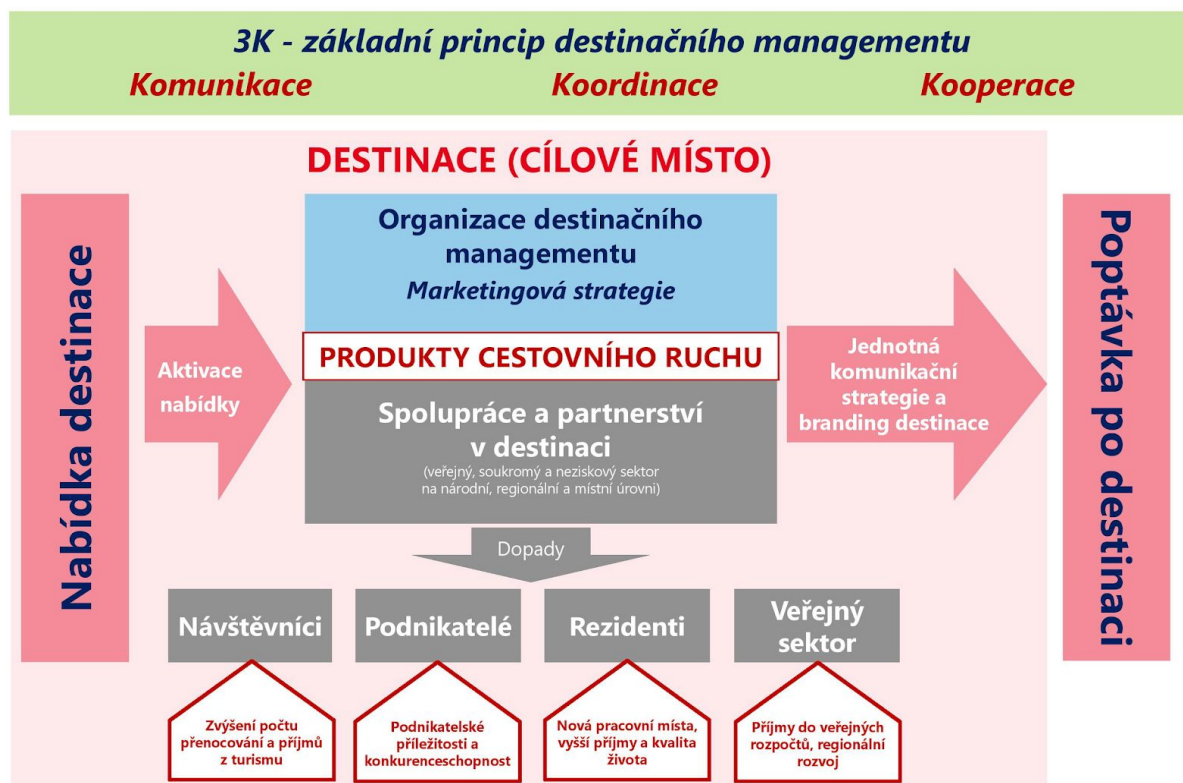 3K - základní princip destinačního managementu
Komunikace
Koordinace
Kooperace
DESTINACE (CÍLOVÉ MÍSTO)
Nabídka destinace
Aktivace
nabídky
Organizace destinačního
managementu
Marketingová strategie
PRODUKTY CESTOVNÍHO RUCHU
Spolupráce a partnerství
v destinaci
(veřejný, soukromý a neziskový sektor
na národní, regionální a místní úrovni)
Jednotná
komunikační
strategie a
branding destinace
Poptávka po destinaci
Dopady
Návštěvníci
Podnikatelé
Rezidenti
Veřejný
sektor
Zvýšení počtu
přenocování a příjmů
z turismu
Podnikatelské
příležitosti a
konkurenceschopnost
Nová pracovní místa,
vyšší příjmy a kvalita
života
Příjmy do veřejných
rozpočtů, regionální
rozvoj